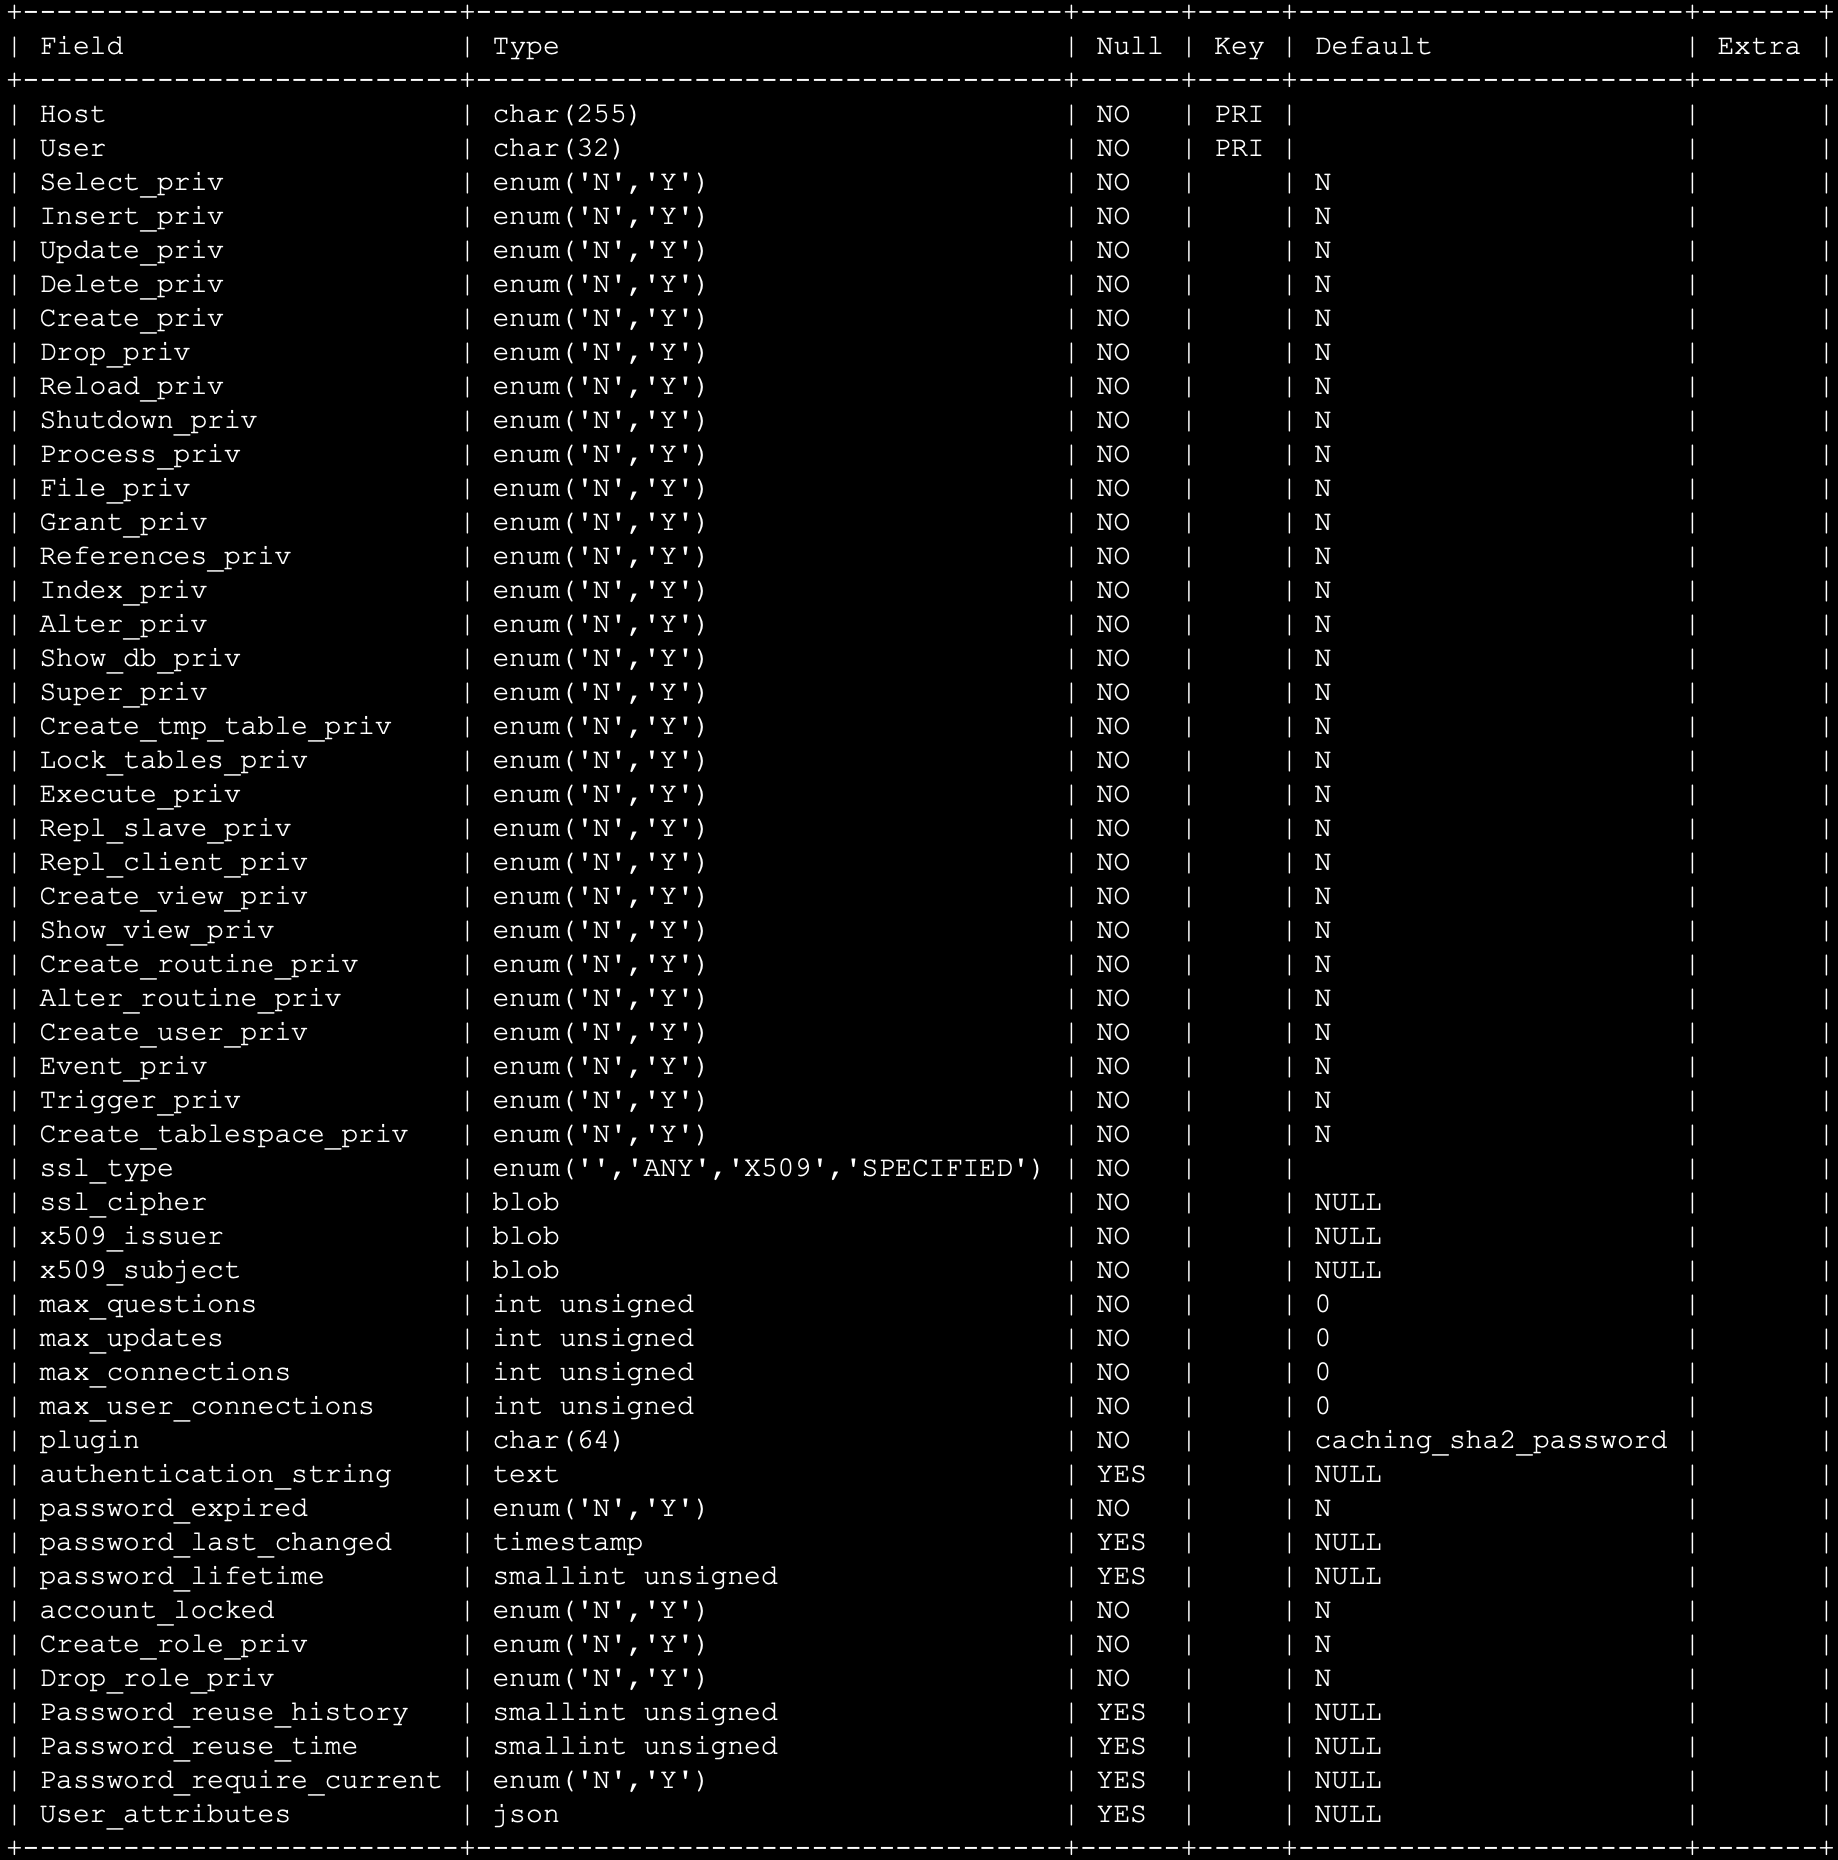 +--------------------------+-----------------------------------+------+-----+-----------------------+-------+
| Field                    | Type                              | Null | Key | Default               | Extra |
+--------------------------+-----------------------------------+------+-----+-----------------------+-------+
| Host                     | char(255)                         | NO   | PRI |                       |       |
| User                     | char(32)                          | NO   | PRI |                       |       |
| Select_priv              | enum('N','Y')                     | NO   |     | N                     |       |
| Insert_priv              | enum('N','Y')                     | NO   |     | N                     |       |
| Update_priv              | enum('N','Y')                     | NO   |     | N                     |       |
| Delete_priv              | enum('N','Y')                     | NO   |     | N                     |       |
| Create_priv              | enum('N','Y')                     | NO   |     | N                     |       |
| Drop_priv                | enum('N','Y')                     | NO   |     | N                     |       |
| Reload_priv              | enum('N','Y')                     | NO   |     | N                     |       |
| Shutdown_priv            | enum('N','Y')                     | NO   |     | N                     |       |
| Process_priv             | enum('N','Y')                     | NO   |     | N                     |       |
| File_priv                | enum('N','Y')                     | NO   |     | N                     |       |
| Grant_priv               | enum('N','Y')                     | NO   |     | N                     |       |
| References_priv          | enum('N','Y')                     | NO   |     | N                     |       |
| Index_priv               | enum('N','Y')                     | NO   |     | N                     |       |
| Alter_priv               | enum('N','Y')                     | NO   |     | N                     |       |
| Show_db_priv             | enum('N','Y')                     | NO   |     | N                     |       |
| Super_priv               | enum('N','Y')                     | NO   |     | N                     |       |
| Create_tmp_table_priv    | enum('N','Y')                     | NO   |     | N                     |       |
| Lock_tables_priv         | enum('N','Y')                     | NO   |     | N                     |       |
| Execute_priv             | enum('N','Y')                     | NO   |     | N                     |       |
| Repl_slave_priv          | enum('N','Y')                     | NO   |     | N                     |       |
| Repl_client_priv         | enum('N','Y')                     | NO   |     | N                     |       |
| Create_view_priv         | enum('N','Y')                     | NO   |     | N                     |       |
| Show_view_priv           | enum('N','Y')                     | NO   |     | N                     |       |
| Create_routine_priv      | enum('N','Y')                     | NO   |     | N                     |       |
| Alter_routine_priv       | enum('N','Y')                     | NO   |     | N                     |       |
| Create_user_priv         | enum('N','Y')                     | NO   |     | N                     |       |
| Event_priv               | enum('N','Y')                     | NO   |     | N                     |       |
| Trigger_priv             | enum('N','Y')                     | NO   |     | N                     |       |
| Create_tablespace_priv   | enum('N','Y')                     | NO   |     | N                     |       |
| ssl_type                 | enum('','ANY','X509','SPECIFIED') | NO   |     |                       |       |
| ssl_cipher               | blob                              | NO   |     | NULL                  |       |
| x509_issuer              | blob                              | NO   |     | NULL                  |       |
| x509_subject             | blob                              | NO   |     | NULL                  |       |
| max_questions            | int unsigned                      | NO   |     | 0                     |       |
| max_updates              | int unsigned                      | NO   |     | 0                     |       |
| max_connections          | int unsigned                      | NO   |     | 0                     |       |
| max_user_connections     | int unsigned                      | NO   |     | 0                     |       |
| plugin                   | char(64)                          | NO   |     | caching_sha2_password |       |
| authentication_string    | text                              | YES  |     | NULL                  |       |
| password_expired         | enum('N','Y')                     | NO   |     | N                     |       |
| password_last_changed    | timestamp                         | YES  |     | NULL                  |       |
| password_lifetime        | smallint unsigned                 | YES  |     | NULL                  |       |
| account_locked           | enum('N','Y')                     | NO   |     | N                     |       |
| Create_role_priv         | enum('N','Y')                     | NO   |     | N                     |       |
| Drop_role_priv           | enum('N','Y')                     | NO   |     | N                     |       |
| Password_reuse_history   | smallint unsigned                 | YES  |     | NULL                  |       |
| Password_reuse_time      | smallint unsigned                 | YES  |     | NULL                  |       |
| Password_require_current | enum('N','Y')                     | YES  |     | NULL                  |       |
| User_attributes          | json                              | YES  |     | NULL                  |       |
+--------------------------+-----------------------------------+------+-----+-----------------------+-------+